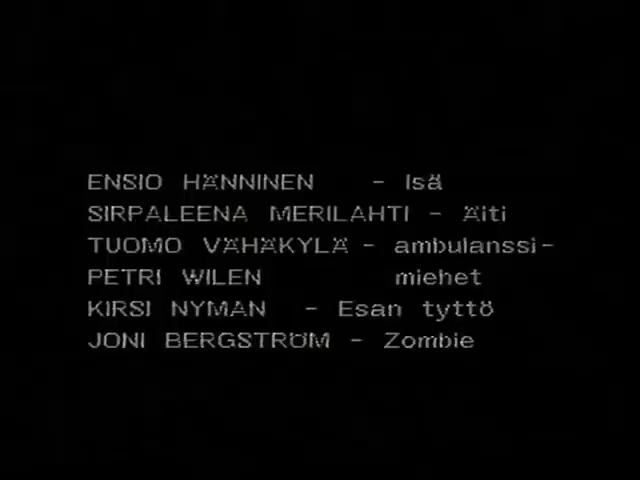 ENSIO HÄNNINEN - Isä
SIRPALEENA MERILAHTI - Äiti
TUOMO VÄHÄKYLÄ - ambulanssi-
PETRI WILEN miehet
KIRSI NYMAN - Esan tyttö
JONI BERGSTRÖM - Zombie